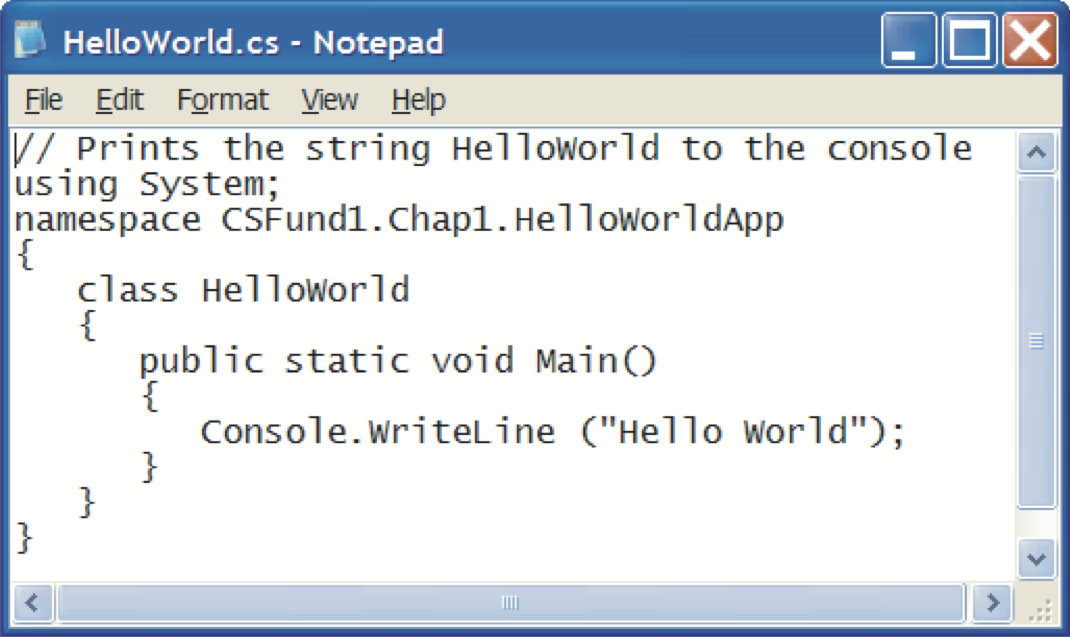 HelloWorld.cs - Notepad
File Edit Format View Help
// Prints the string HelloWorld to the console
using System;
namespace CSFund1.Chap1.HelloWorldApp
{
   class HelloWorld
   {
      public static void Main()
      {
         Console.WriteLine ("Hello World");
      }
   }
}